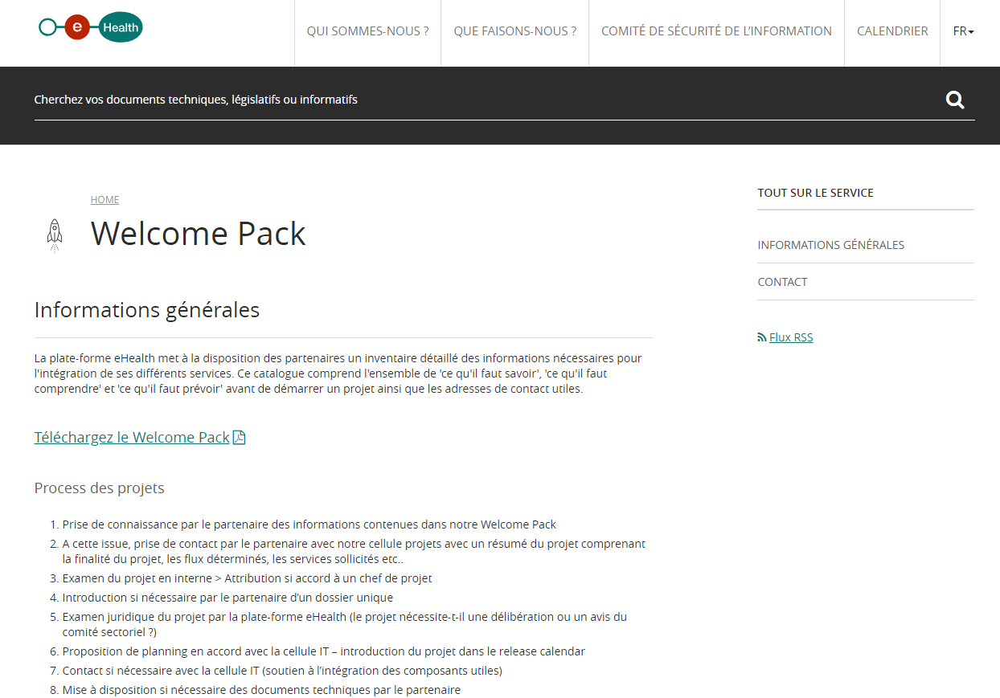 e Health
QUI SOMMES-NOUS ?
QUE FAISONS-NOUS ?
COMITÉ DE SÉCURITÉ DE L’INFORMATION
CALENDRIER
FR
Cherchez vos documents techniques, législatifs ou informatifs
HOME
Welcome Pack
Informations générales
La plate-forme eHealth met à la disposition des partenaires un inventaire détaillé des informations nécessaires pour
l'intégration de ses différents services. Ce catalogue comprend l'ensemble de 'ce qu'il faut savoir', 'ce qu'il faut
comprendre' et 'ce qu'il faut prévoir' avant de démarrer un projet ainsi que les adresses de contact utiles.
Téléchargez le Welcome Pack
Process des projets
1. Prise de connaissance par le partenaire des informations contenues dans notre Welcome Pack
2. A cette issue, prise de contact par le partenaire avec notre cellule projets avec un résumé du projet comprenant
la finalité du projet, les flux déterminés, les services sollicités etc..
3. Examen du projet en interne > Attribution si accord à un chef de projet
4. Introduction si nécessaire par le partenaire d’un dossier unique
5. Examen juridique du projet par la plate-forme eHealth (le projet nécessite-t-il une délibération ou un avis du
comité sectoriel ?)
6. Proposition de planning en accord avec la cellule IT – introduction du projet dans le release calendar
7. Contact si nécessaire avec la cellule IT (soutien à l’intégration des composants utiles)
8. Mise à disposition si nécessaire des documents techniques par le partenaire
TOUT SUR LE SERVICE
INFORMATIONS GÉNÉRALES
CONTACT
Flux RSS